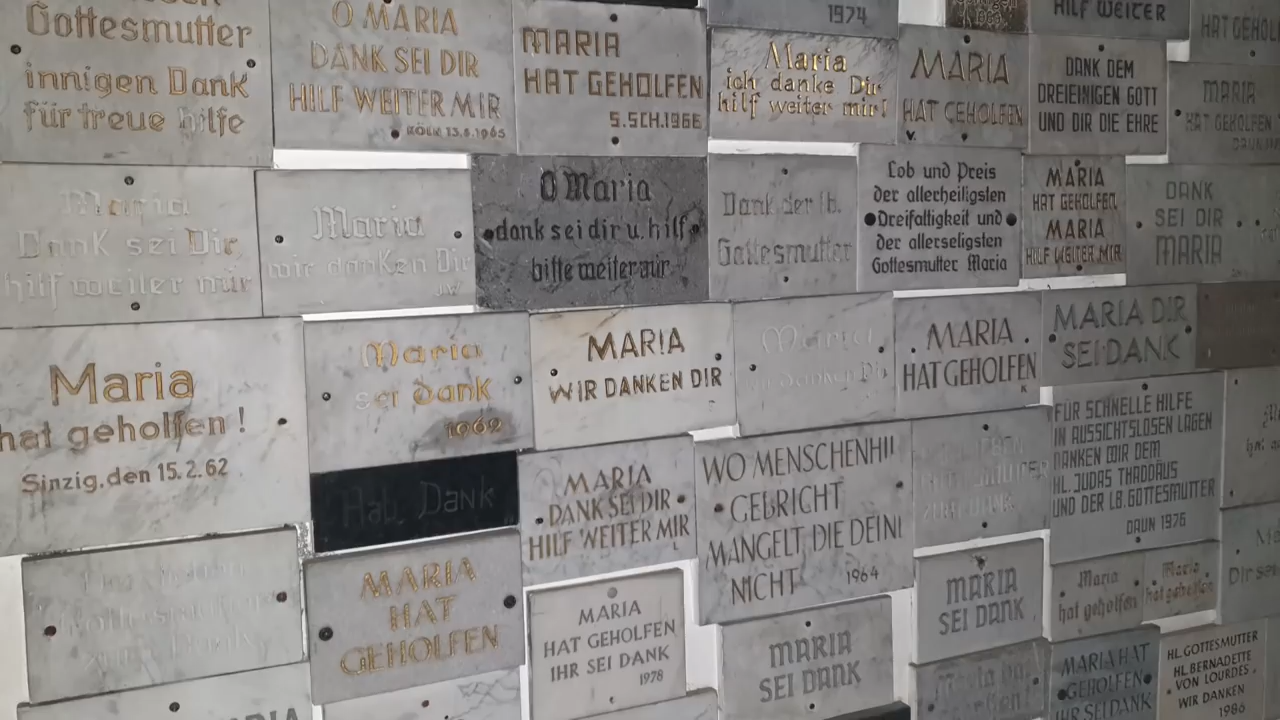 Gottesmutter
innigen Dank
für treue hilfe
O MARIA
DANK SEI DIR
HILF WEITER MIR
KÖLN 13.6.1965
MARIA
HAT GEHOLFEN
S.SCH.1966
1974
Maria
ich danke Dir
hilf weiter mir!
MARIA
HAT GEHOLFEN
HILF WEITER
DANK DEM
DREIEINIGEN GOTT
UND DIR DIE EHRE
MARIA
HAT GEHOLFEN
Maria
Dank sei Dir,
hilf weiter mir
Maria
wir danken Dir
J.W.
O Maria
dank sei dir u. hilf
bitte weiter mir
Dank der lb.
Gottesmutter
Lob und Preis
der allerheiligsten
Dreifaltigkeit und
der allerseligsten
Gottesmutter Maria
MARIA
HAT GEHOLFEN,
MARIA
HILF WEITER MIR.
DANK
SEI DIR
MARIA
Maria
hat geholfen!
Sinzig, den 15.2.62
Maria
sei dank
1962
MARIA
WIR DANKEN DIR
Maria
MARIA
HAT GEHOLFEN
K
MARIA DIR
SEI DANK
Hab Dank
MARIA
DANK SEI DIR
HILF WEITER MIR
WO MENSCHENHIL
GEBRICHT
MANGELT DIE DEINE
NICHT
1964
FÜR SCHNELLE HILFE
IN AUSSICHTSLOSEN LAGEN
DANKEN WIR DEM
HL. JUDAS THADDÄUS
UND DER LB. GOTTESMUTTER
DAUN 1976
MARIA
HAT
GEHOLFEN
MARIA
HAT GEHOLFEN
IHR SEI DANK
1978
MARIA
SEI DANK
MARIA
SEI DANK
Maria
hat geholfen
Maria
hat geholfen
Dir sei
MARIA HAT
GEHOLFEN
IHR SEI DANK
HL. GOTTESMUTTER
HL. BERNADETTE
VON LOURDES
WIR DANKEN
1986
MARIA